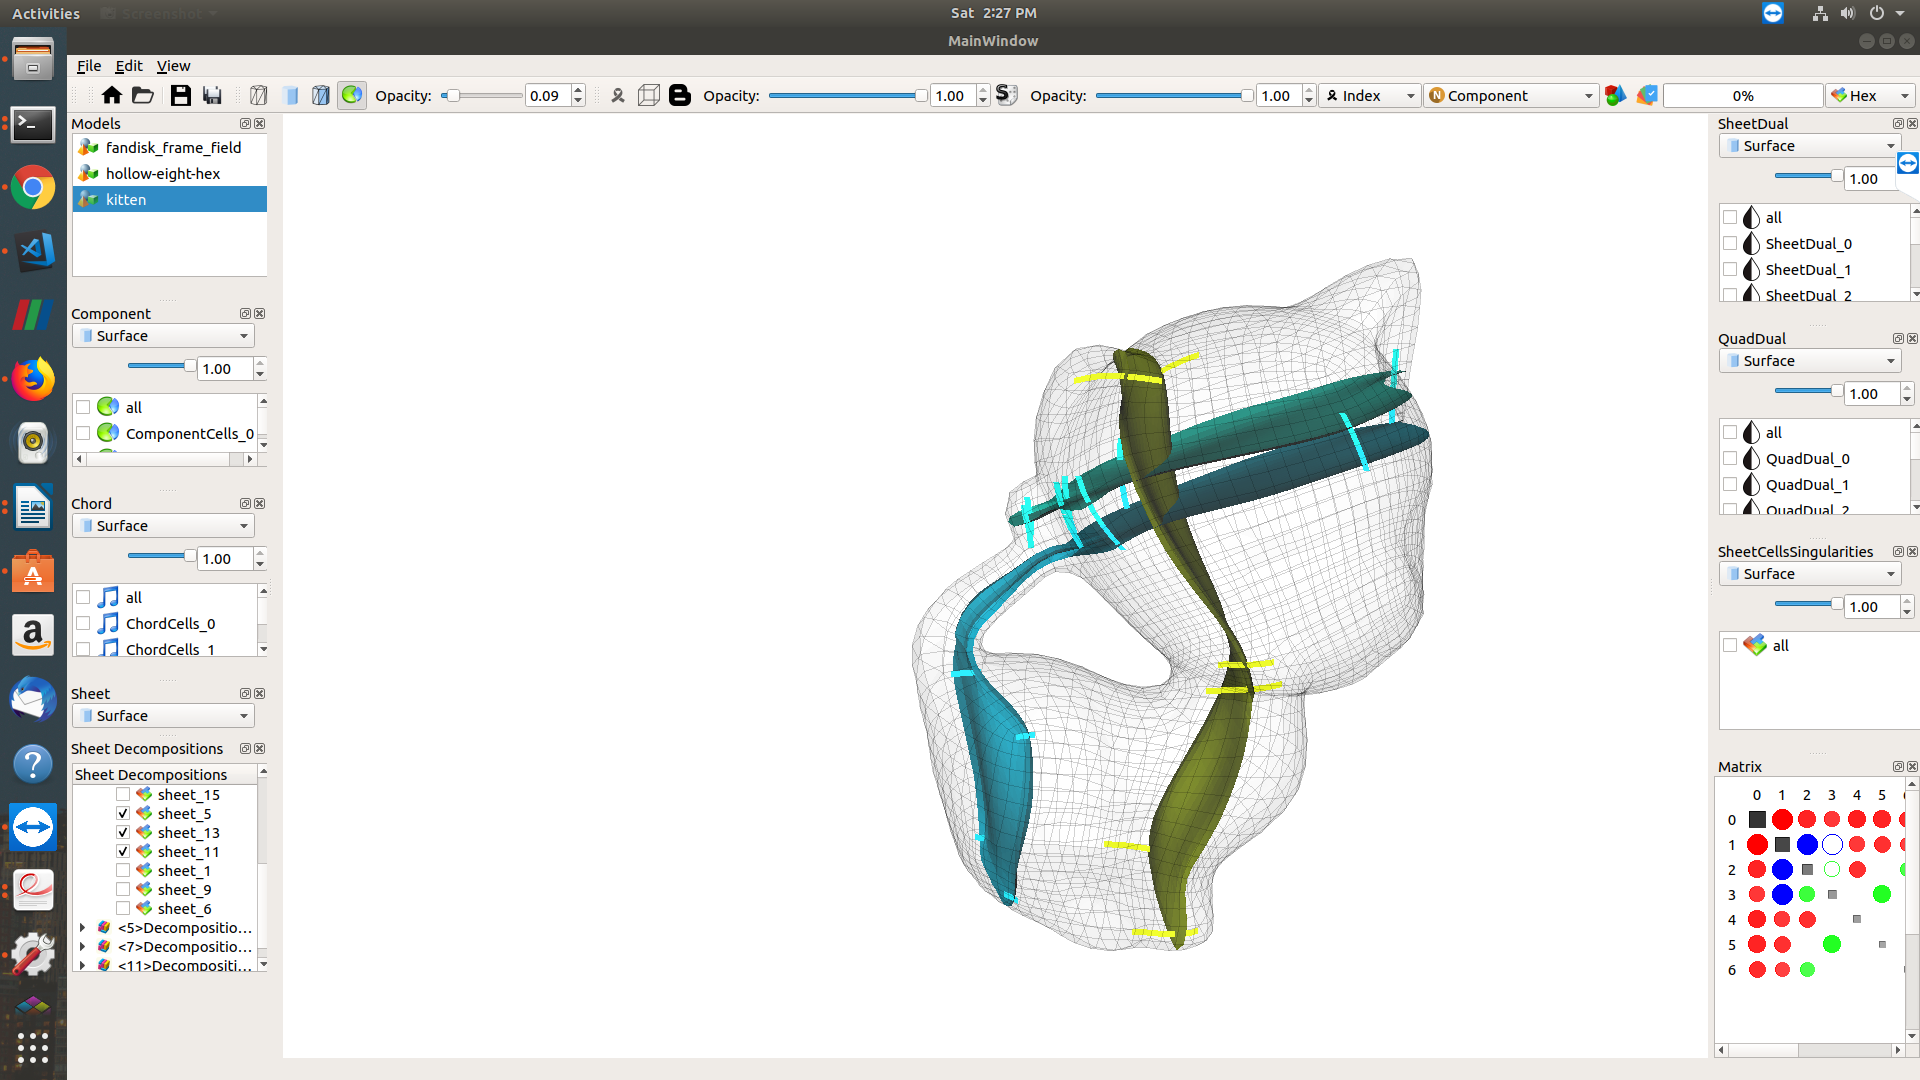 Activities
Screenshot
Sat 2:27 PM
MainWindow
File Edit View
Opacity: 0.09
Opacity: 1.00
Opacity: 1.00
Index
Component
0%
Hex
Models
fandisk_frame_field
hollow-eight-hex
kitten
Component
Surface
1.00
all
ComponentCells_0
Chord
Surface
1.00
all
ChordCells_0
ChordCells_1
Sheet
Surface
Sheet Decompositions
Sheet Decompositions
sheet_15
sheet_5
sheet_13
sheet_11
sheet_1
sheet_9
sheet_6
<5>Decompositio...
<7>Decompositio...
<11>Decompositi...
SheetDual
Surface
1.00
all
SheetDual_0
SheetDual_1
SheetDual_2
QuadDual
Surface
1.00
all
QuadDual_0
QuadDual_1
QuadDual_2
SheetCellsSingularities
Surface
1.00
all
Matrix
0 1 2 3 4 5
0
1
2
3
4
5
6